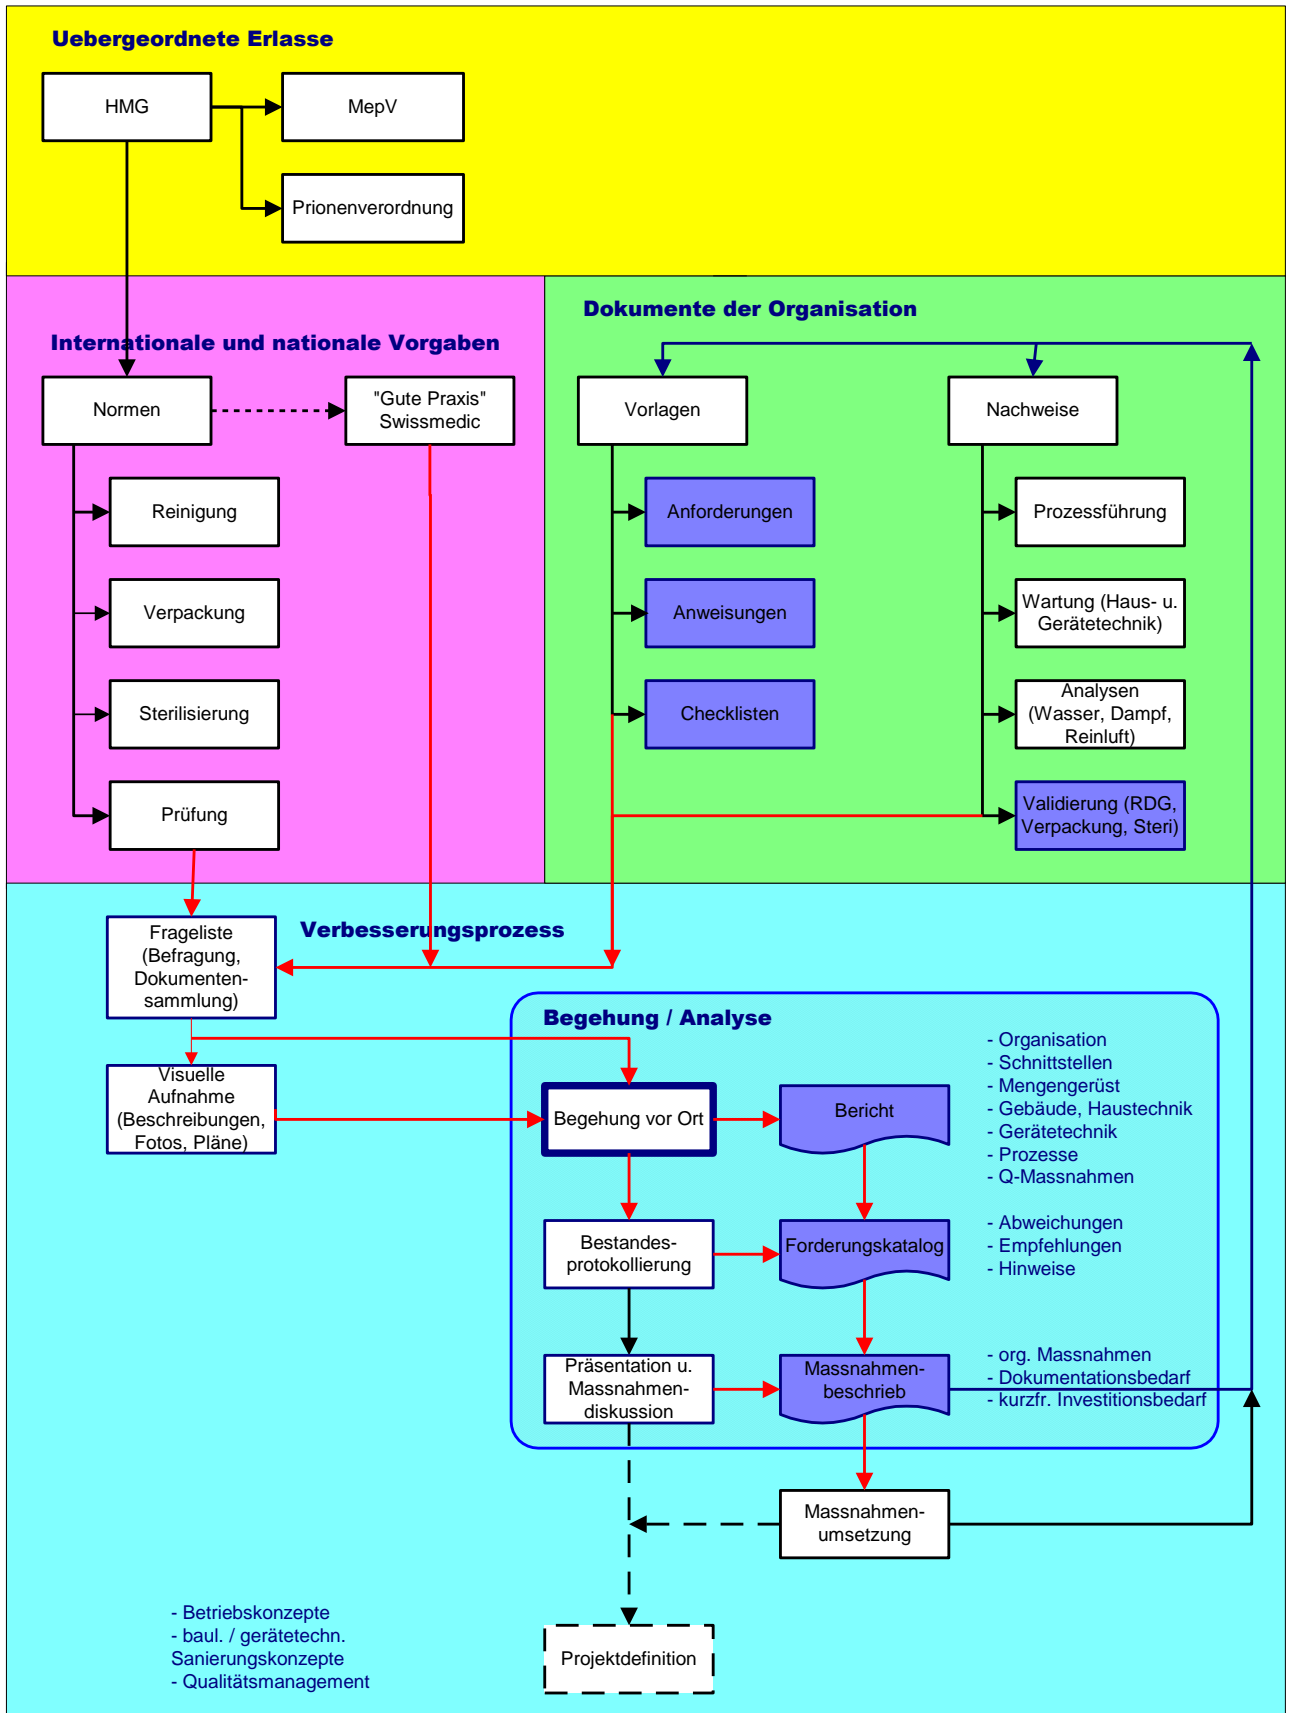 Uebergeordnete Erlasse
HMG
MepV
Prionenverordnung
Internationale und nationale Vorgaben
Normen
"Gute Praxis"
Swissmedic
Reinigung
Verpackung
Sterilisierung
Prüfung
Dokumente der Organisation
Vorlagen
Nachweise
Anforderungen
Anweisungen
Checklisten
Prozessführung
Wartung (Haus- u.
Gerätetechnik)
Analysen
(Wasser, Dampf,
Reinluft)
Validierung (RDG,
Verpackung, Steri)
Verbesserungsprozess
Frageliste
(Befragung,
Dokumenten-
sammlung)
Visuelle
Aufnahme
(Beschreibungen,
Fotos, Pläne)
Begehung / Analyse
Begehung vor Ort
Bericht
- Organisation
- Schnittstellen
- Mengengerüst
- Gebäude, Haustechnik
- Gerätetechnik
- Prozesse
- Q-Massnahmen
Bestandes-
protokollierung
Forderungskatalog
- Abweichungen
- Empfehlungen
- Hinweise
Präsentation u.
Massnahmen-
diskussion
Massnahmen-
beschrieb
- org. Massnahmen
- Dokumentationsbedarf
- kurzfr. Investitionsbedarf
Massnahmen-
umsetzung
- Betriebskonzepte
- baul. / gerätetechn.
Sanierungskonzepte
- Qualitätsmanagement
Projektdefinition